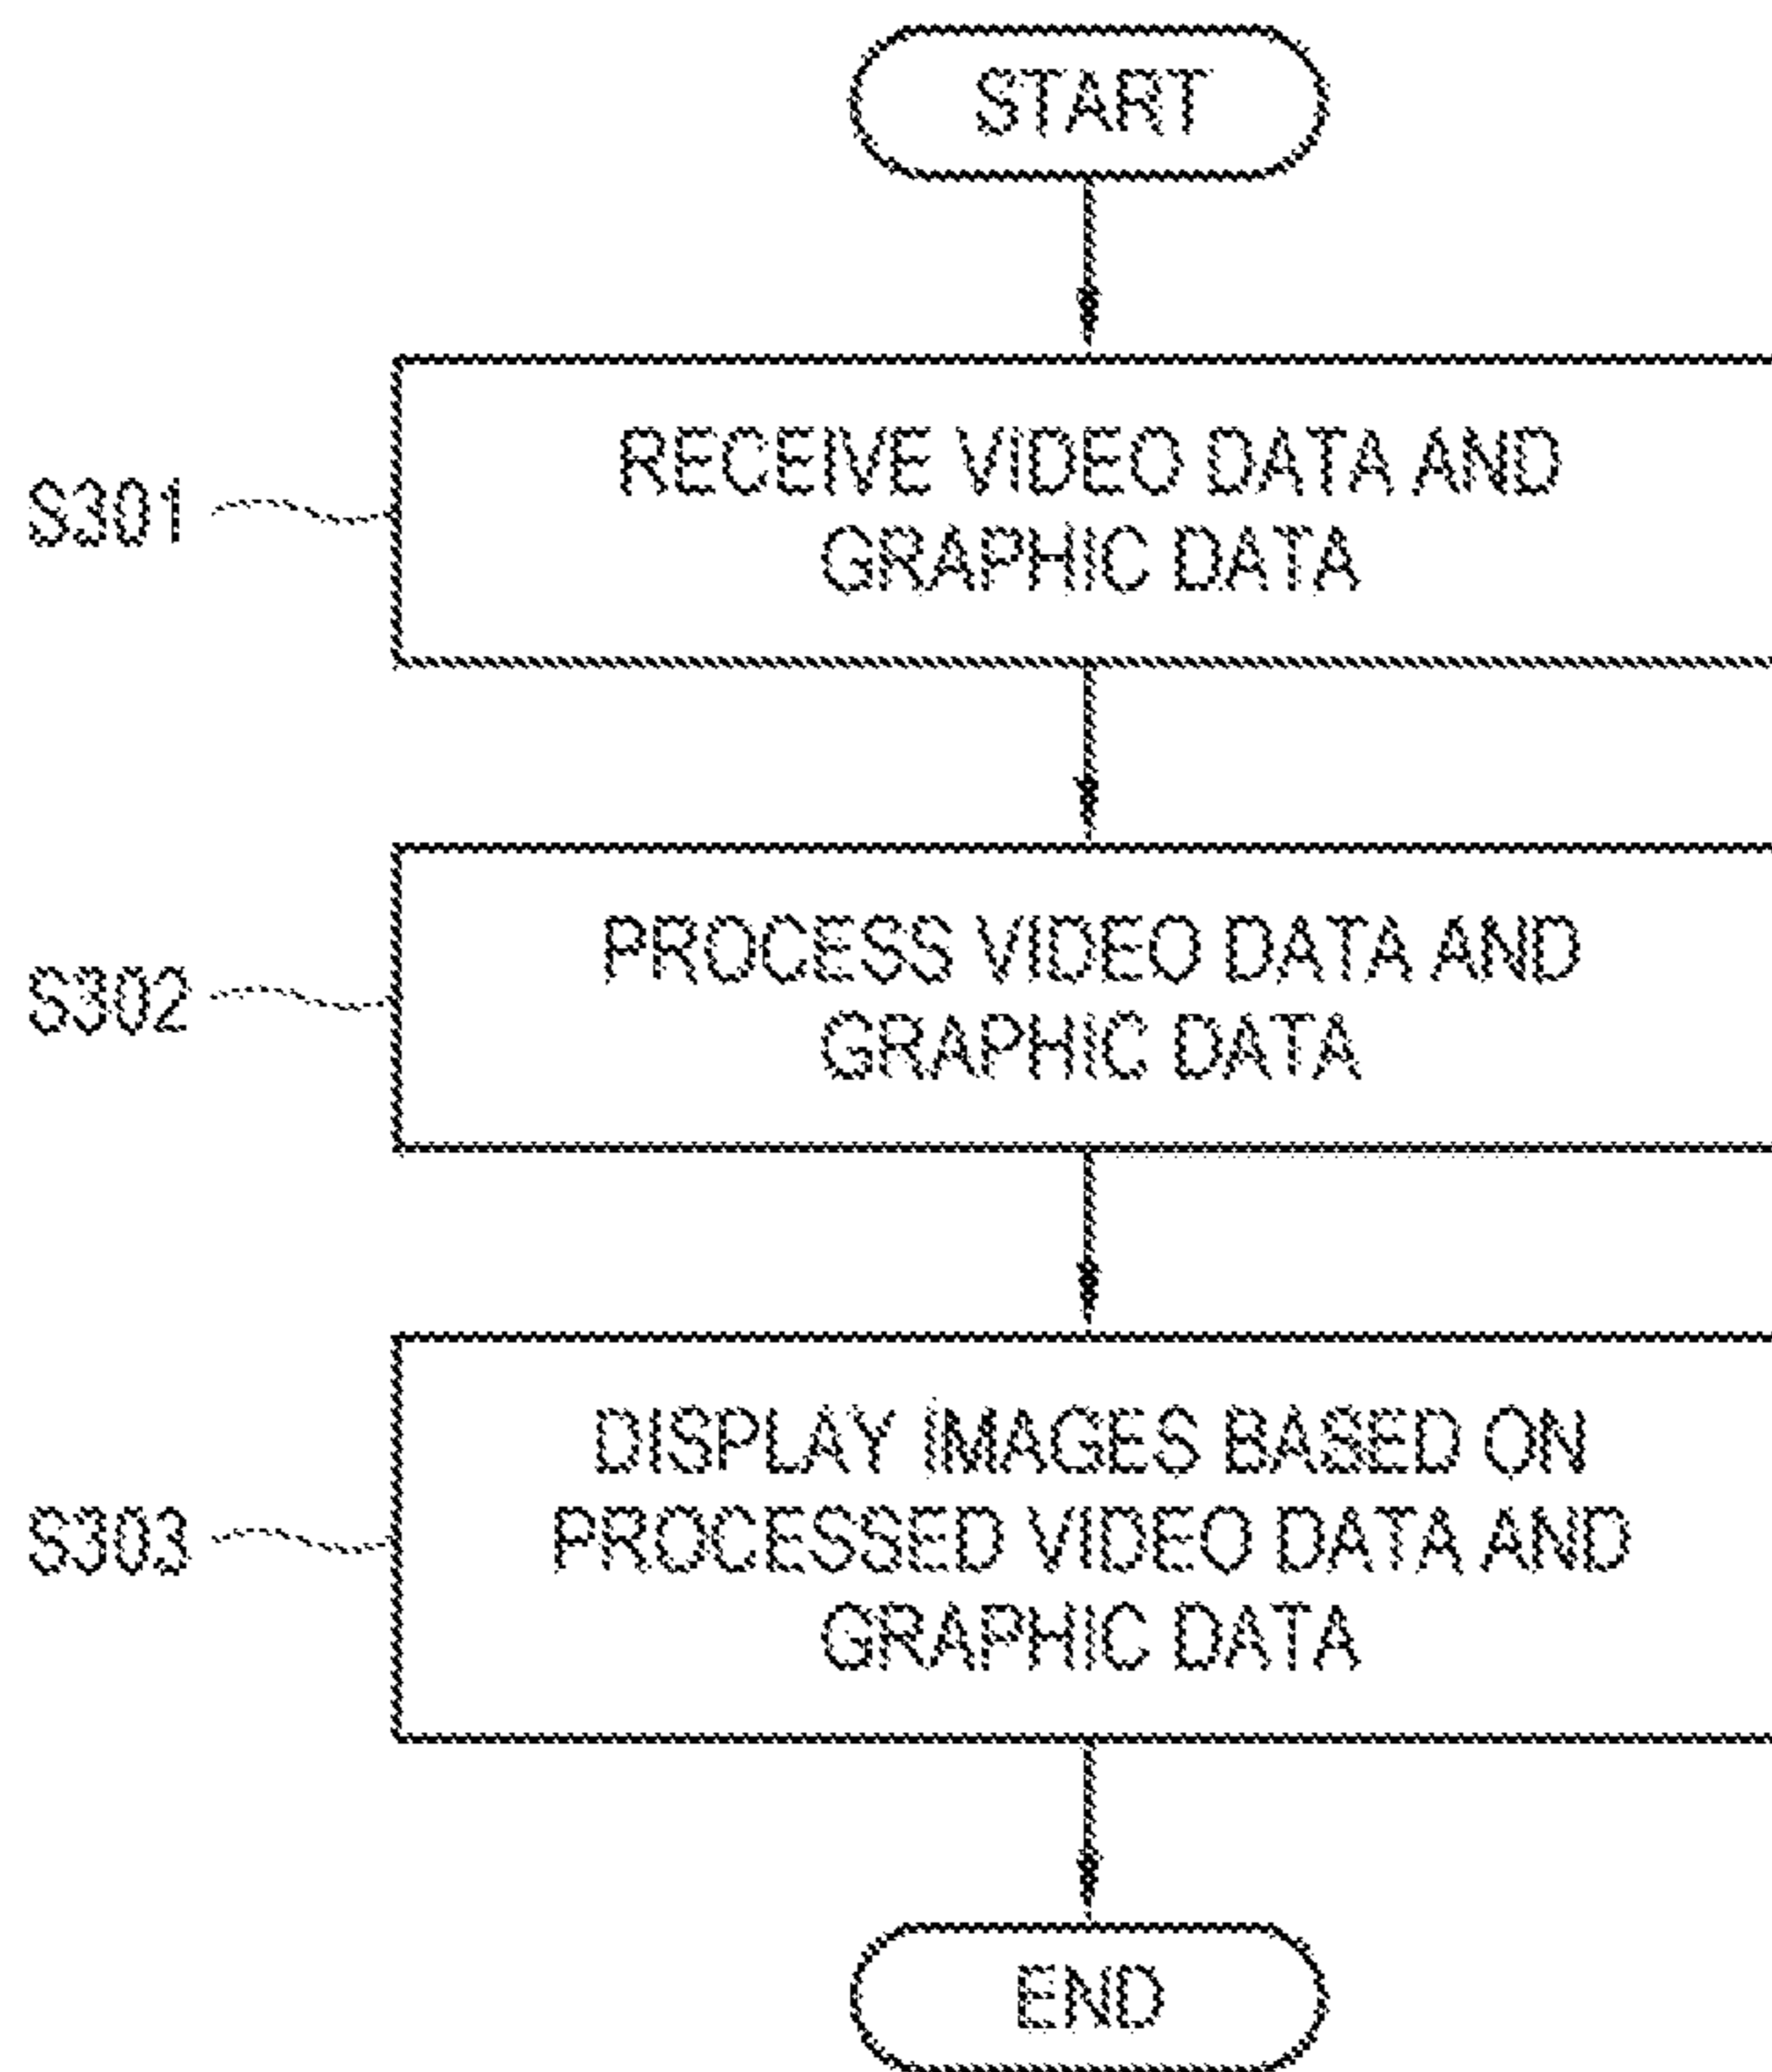 START
S301
RECEIVE VIDEO DATA AND
GRAPHIC DATA
S302
PROCESS VIDEO DATA AND
GRAPHIC DATA
S303
DISPLAY IMAGES BASED ON
PROCESSED VIDEO DATA AND
GRAPHIC DATA
END